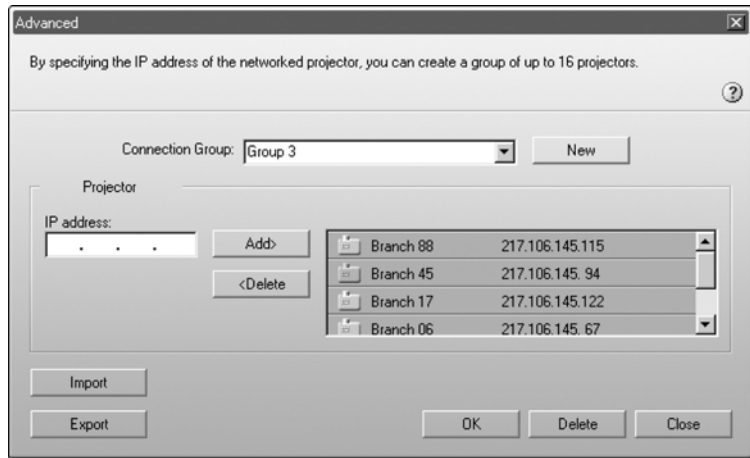 Advanced
By specifying the IP address of the networked projector, you can create a group of up to 16 projectors.
Connection Group: Group 3 New
Projector
IP address:
. . .
Add>
<Delete
Branch 88 217.106.145.115
Branch 45 217.106.145. 94
Branch 17 217.106.145.122
Branch 06 217.106.145. 67
Import
Export
OK Delete Close